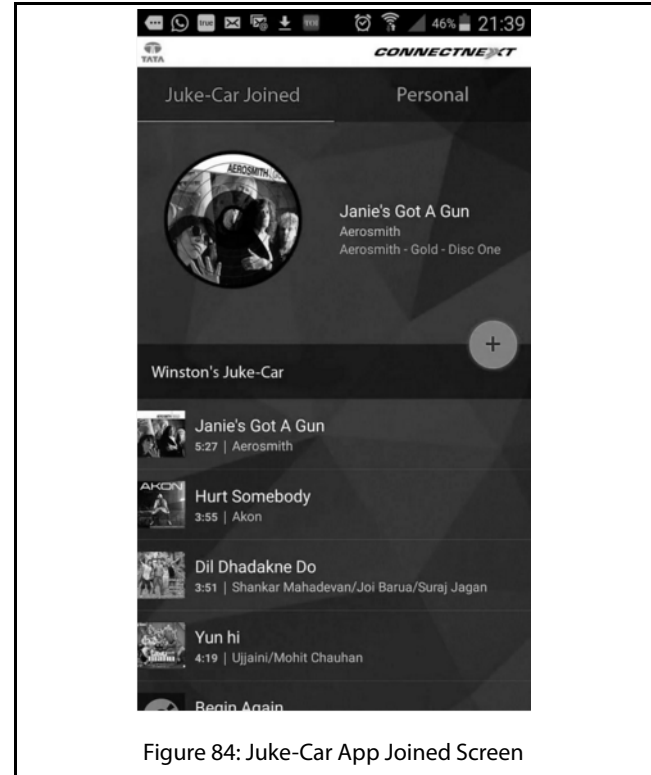 46% 21:39
TATA
CONNECTNEXT
Juke-Car Joined
Personal
AEROSMITH
Janie's Got A Gun
Aerosmith
Aerosmith - Gold - Disc One
+
Winston's Juke-Car
Janie's Got A Gun
5:27 | Aerosmith
AKON
Hurt Somebody
3:55 | Akon
Dil Dhadakne Do
3:51 | Shankar Mahadevan/Joi Barua/Suraj Jagan
Yun hi
4:19 | Ujjaini/Mohit Chauhan
Begin Again
Figure 84: Juke-Car App Joined Screen